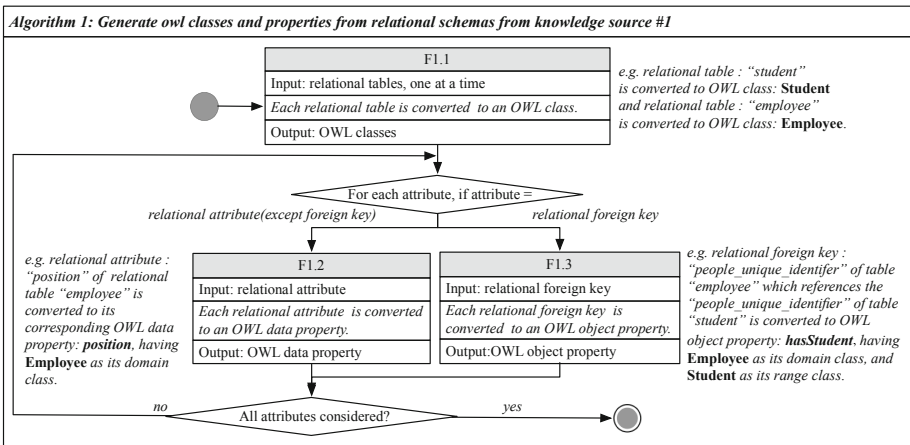 Algorithm 1: Generate owl classes and properties from relational schemas from knowledge source #1
F1.1
Input: relational tables, one at a time
Each relational table is converted to an OWL class.
Output: OWL classes
e.g. relational table : “student”
is converted to OWL class: Student
and relational table : “employee”
is converted to OWL class: Employee.
For each attribute, if attribute =
relational attribute(except foreign key)
relational foreign key
e.g. relational attribute :
“position” of relational
table “employee” is
converted to its
corresponding OWL data
property: position, having
Employee as its domain
class.
F1.2
Input: relational attribute
Each relational attribute is converted
to an OWL data property.
Output: OWL data property
F1.3
Input: relational foreign key
Each relational foreign key is
converted to an OWL object property.
Output:OWL object property
e.g. relational foreign key :
“people_unique_identifer” of table
“employee” which references the
“people_unique_identifier” of table
“student” is converted to OWL
object property: hasStudent, having
Employee as its domain class, and
Student as its range class.
no
All attributes considered?
yes